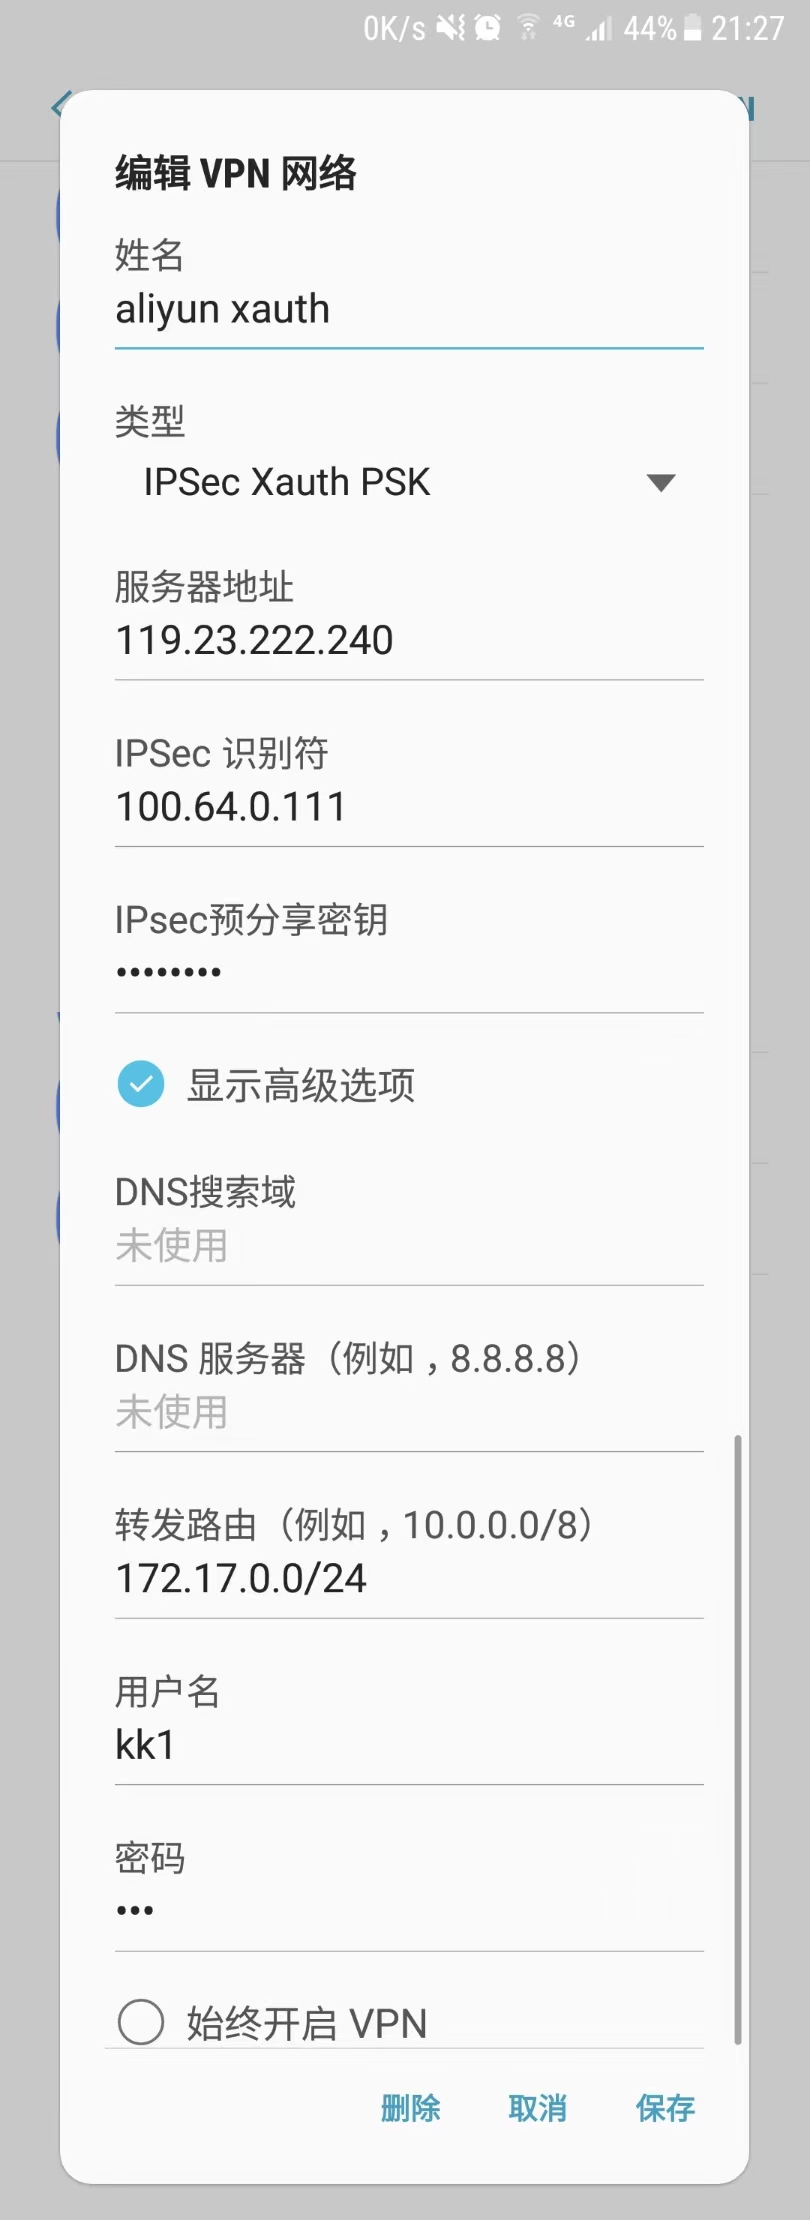 0K/s 4G 44% 21:27
编辑 VPN 网络
姓名
aliyun xauth
类型
IPSec Xauth PSK
服务器地址
119.23.222.240
IPSec 识别符
100.64.0.111
IPsec预分享密钥
••••••••
显示高级选项
DNS搜索域
未使用
DNS 服务器（例如，8.8.8.8）
未使用
转发路由（例如，10.0.0.0/8）
172.17.0.0/24
用户名
kk1
密码
•••
始终开启 VPN
删除 取消 保存